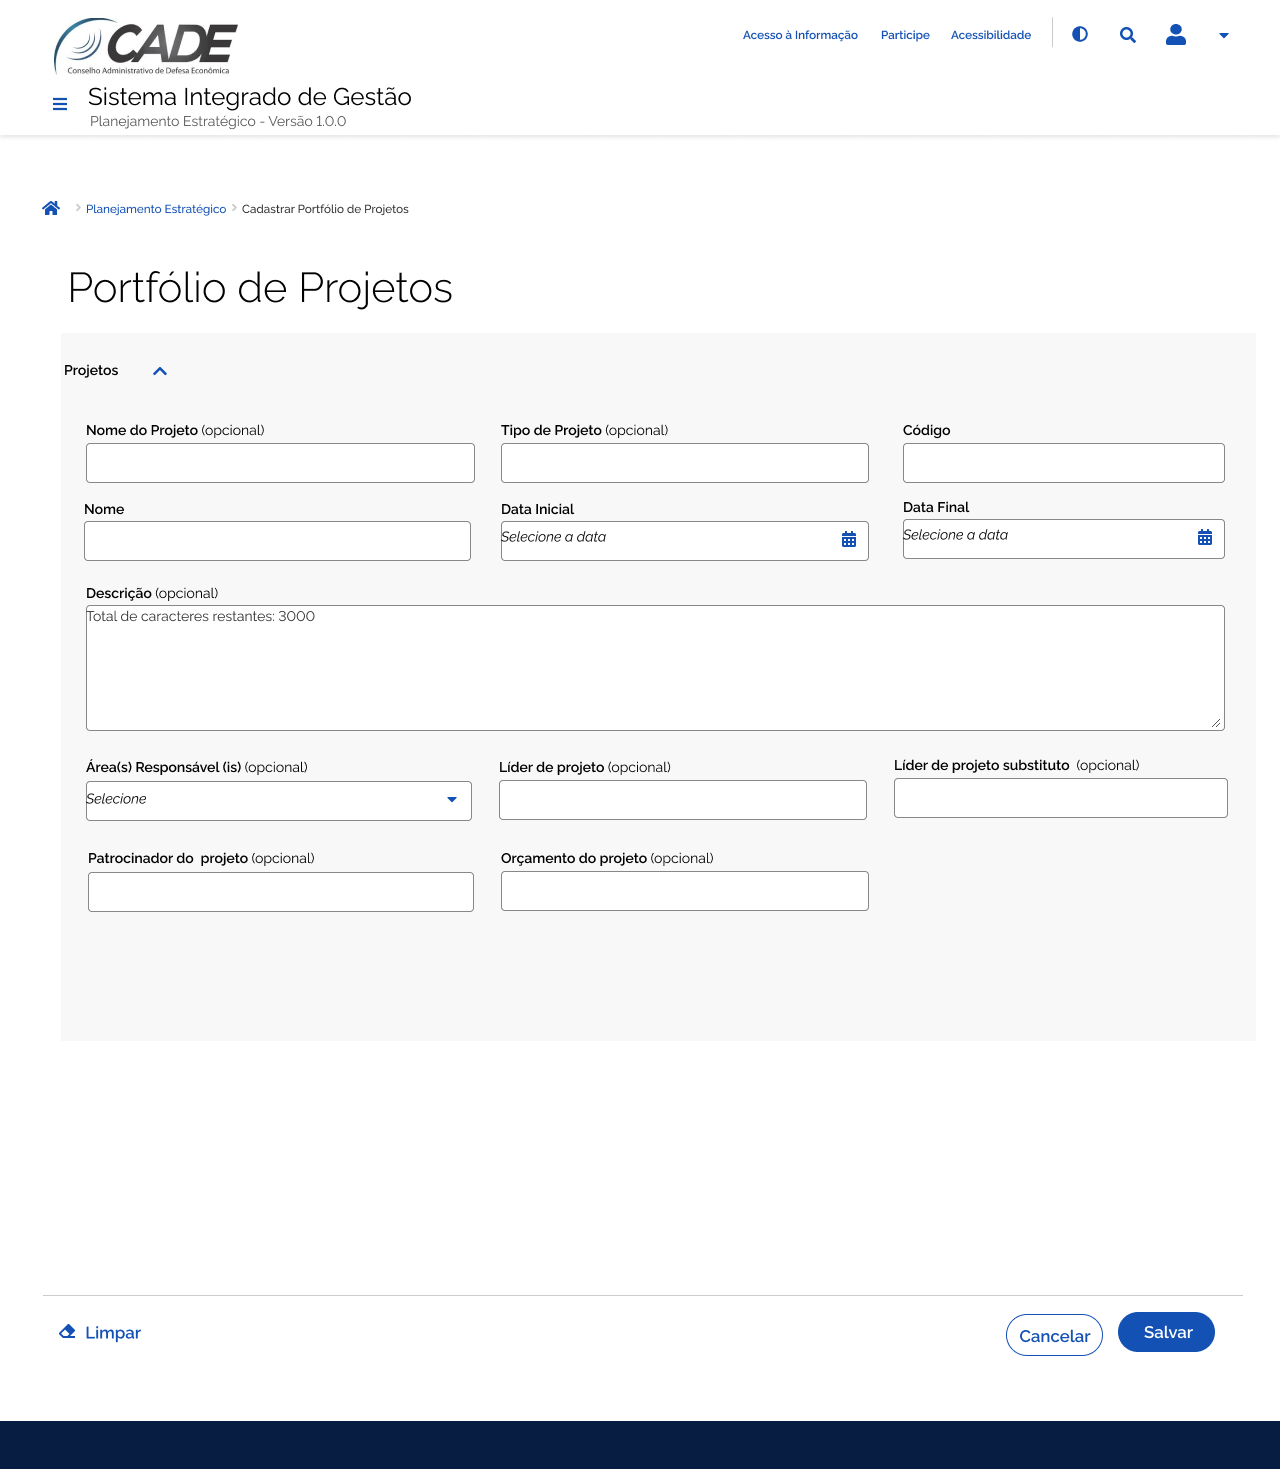 CADE
Conselho Administrativo de Defesa Econômica
Acesso à Informação Participe Acessibilidade
Sistema Integrado de Gestão
Planejamento Estratégico - Versão 1.0.0
Planejamento Estratégico Cadastrar Portfólio de Projetos
Portfólio de Projetos
Projetos
Nome do Projeto (opcional) Tipo de Projeto (opcional) Código
Nome Data Inicial Data Final
Selecione a data Selecione a data
Descrição (opcional)
Total de caracteres restantes: 3000
Área(s) Responsável (is) (opcional) Líder de projeto (opcional) Líder de projeto substituto (opcional)
Selecione
Patrocinador do projeto (opcional) Orçamento do projeto (opcional)
Limpar Cancelar Salvar